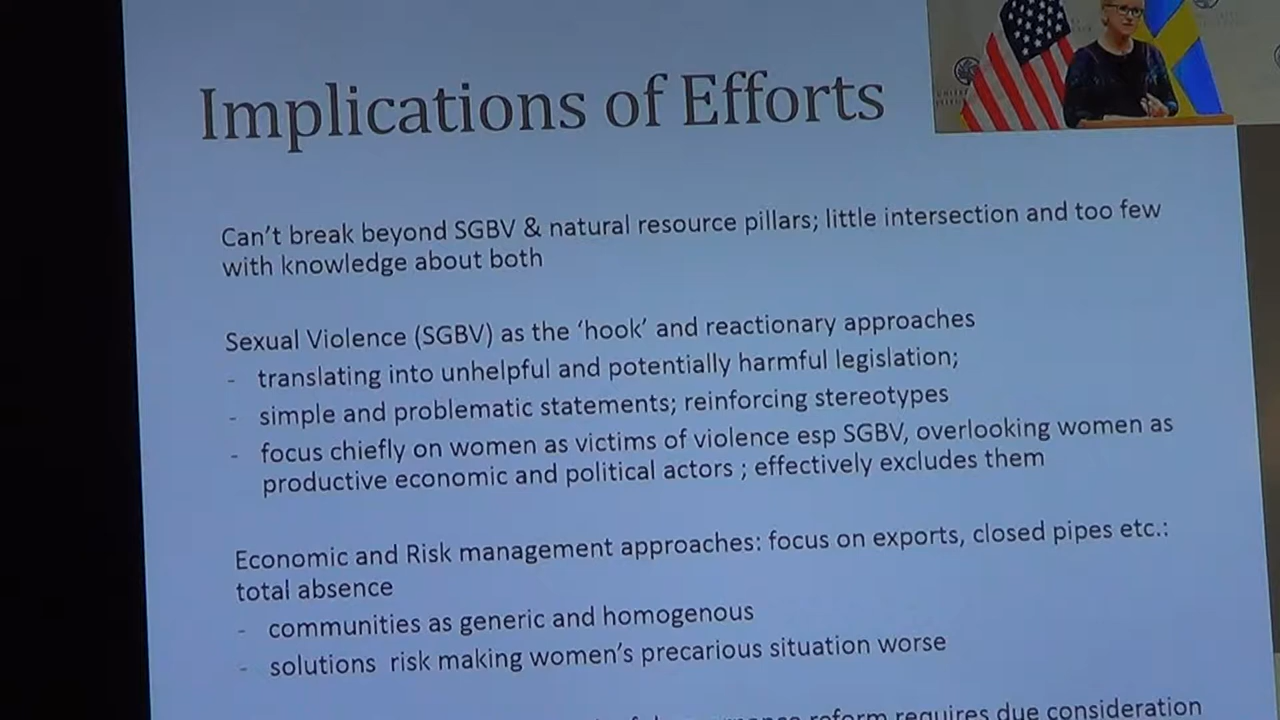 Implications of Efforts
Can't break beyond SGBV & natural resource pillars; little intersection and too few
with knowledge about both
Sexual Violence (SGBV) as the 'hook' and reactionary approaches
- translating into unhelpful and potentially harmful legislation;
- simple and problematic statements; reinforcing stereotypes
- focus chiefly on women as victims of violence esp SGBV, overlooking women as
productive economic and political actors ; effectively excludes them
Economic and Risk management approaches: focus on exports, closed pipes etc.:
total absence
- communities as generic and homogenous
- solutions risk making women's precarious situation worse
reform requires due consideration